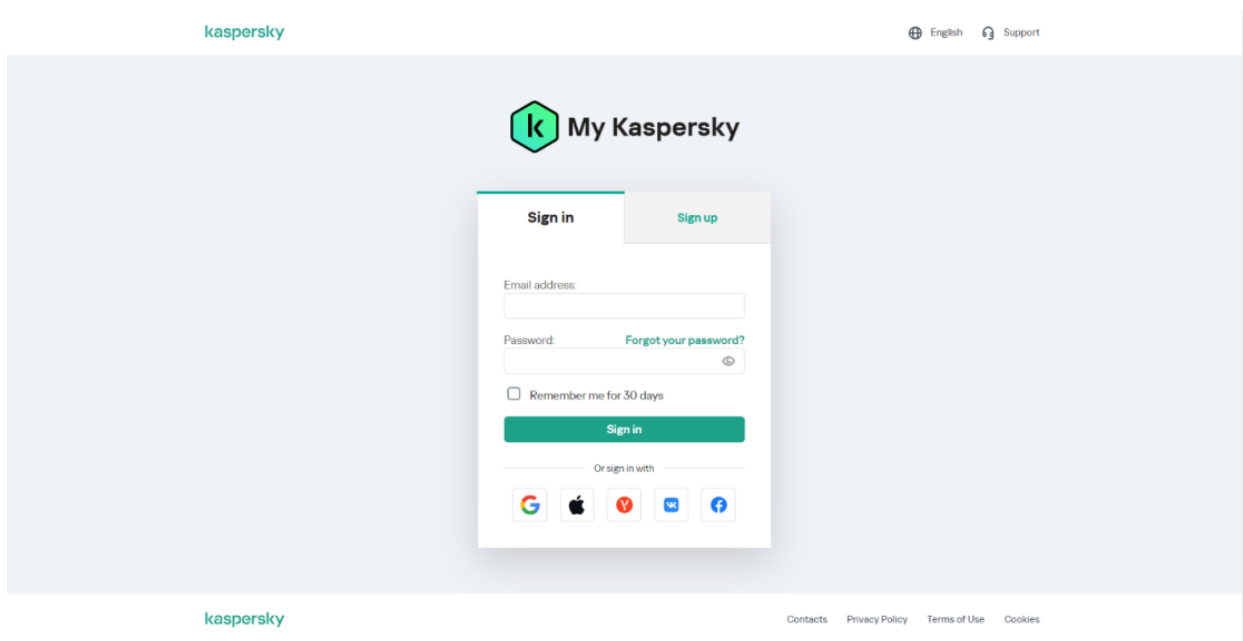 kaspersky
English Support
My Kaspersky
Sign in Sign up
Email address:
Password: Forgot your password?
Remember me for 30 days
Sign in
Or sign in with
kaspersky
Contacts Privacy Policy Terms of Use Cookies